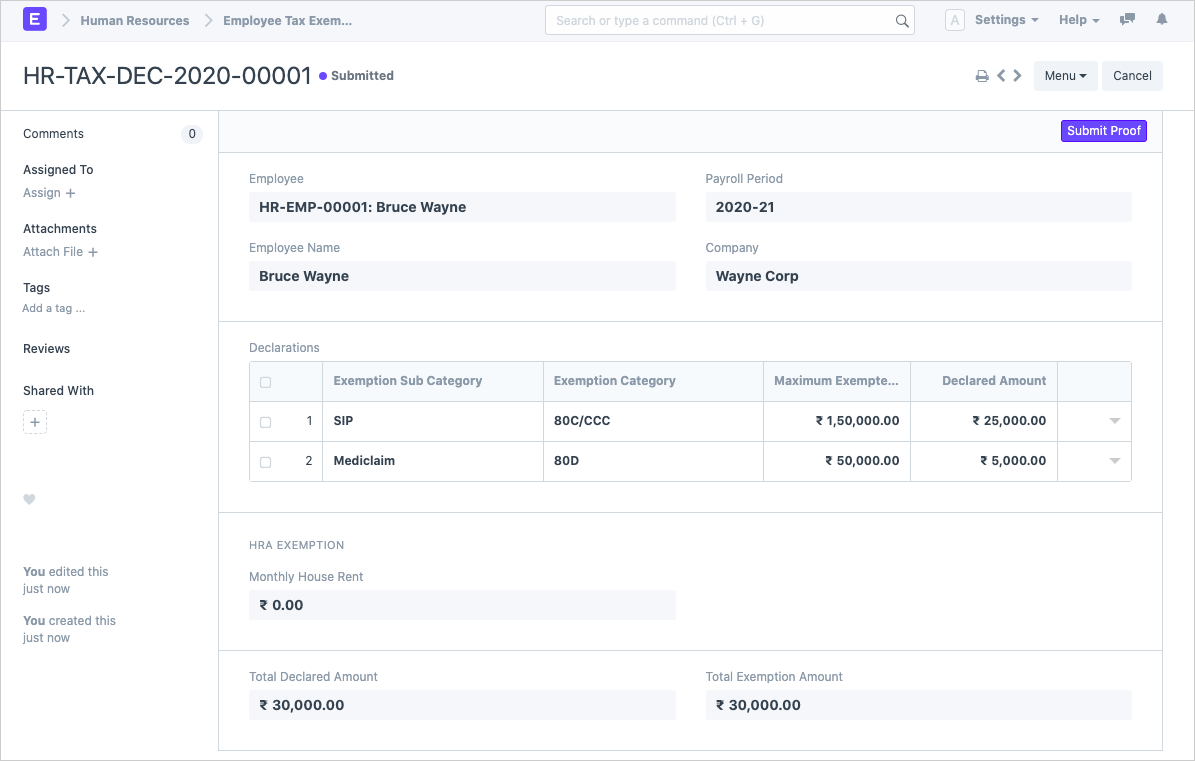 E Human Resources Employee Tax Exem... Search or type a command (Ctrl + G) A Settings Help
HR-TAX-DEC-2020-00001 Submitted Menu Cancel
Comments 0
Assigned To
Assign +
Attachments
Attach File +
Tags
Add a tag ...
Reviews
Shared With
+
You edited this
just now
You created this
just now
Submit Proof
Employee Payroll Period
HR-EMP-00001: Bruce Wayne 2020-21
Employee Name Company
Bruce Wayne Wayne Corp
Declarations
Exemption Sub Category Exemption Category Maximum Exempte... Declared Amount
1 SIP 80C/CCC ₹ 1,50,000.00 ₹ 25,000.00
2 Mediclaim 80D ₹ 50,000.00 ₹ 5,000.00
HRA EXEMPTION
Monthly House Rent
₹ 0.00
Total Declared Amount Total Exemption Amount
₹ 30,000.00 ₹ 30,000.00